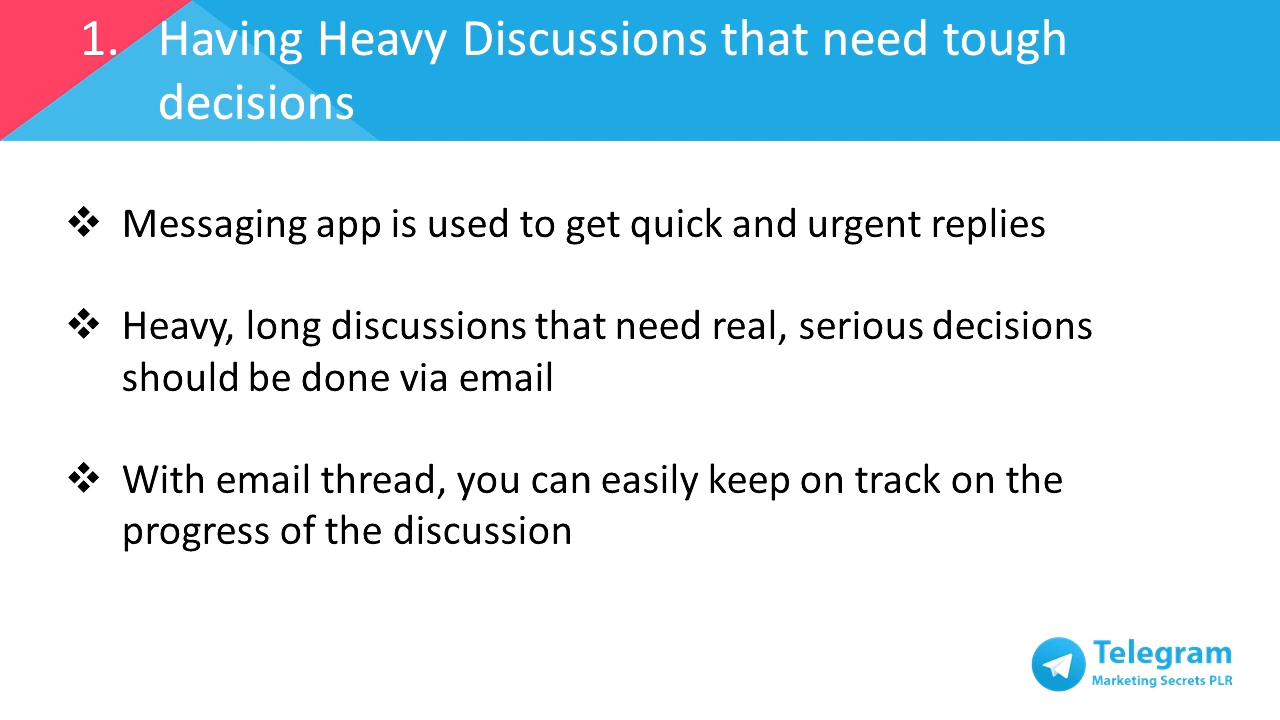 1. Having Heavy Discussions that need tough
decisions
❖ Messaging app is used to get quick and urgent replies
❖ Heavy, long discussions that need real, serious decisions
should be done via email
❖ With email thread, you can easily keep on track on the
progress of the discussion
Telegram
Marketing Secrets PLR